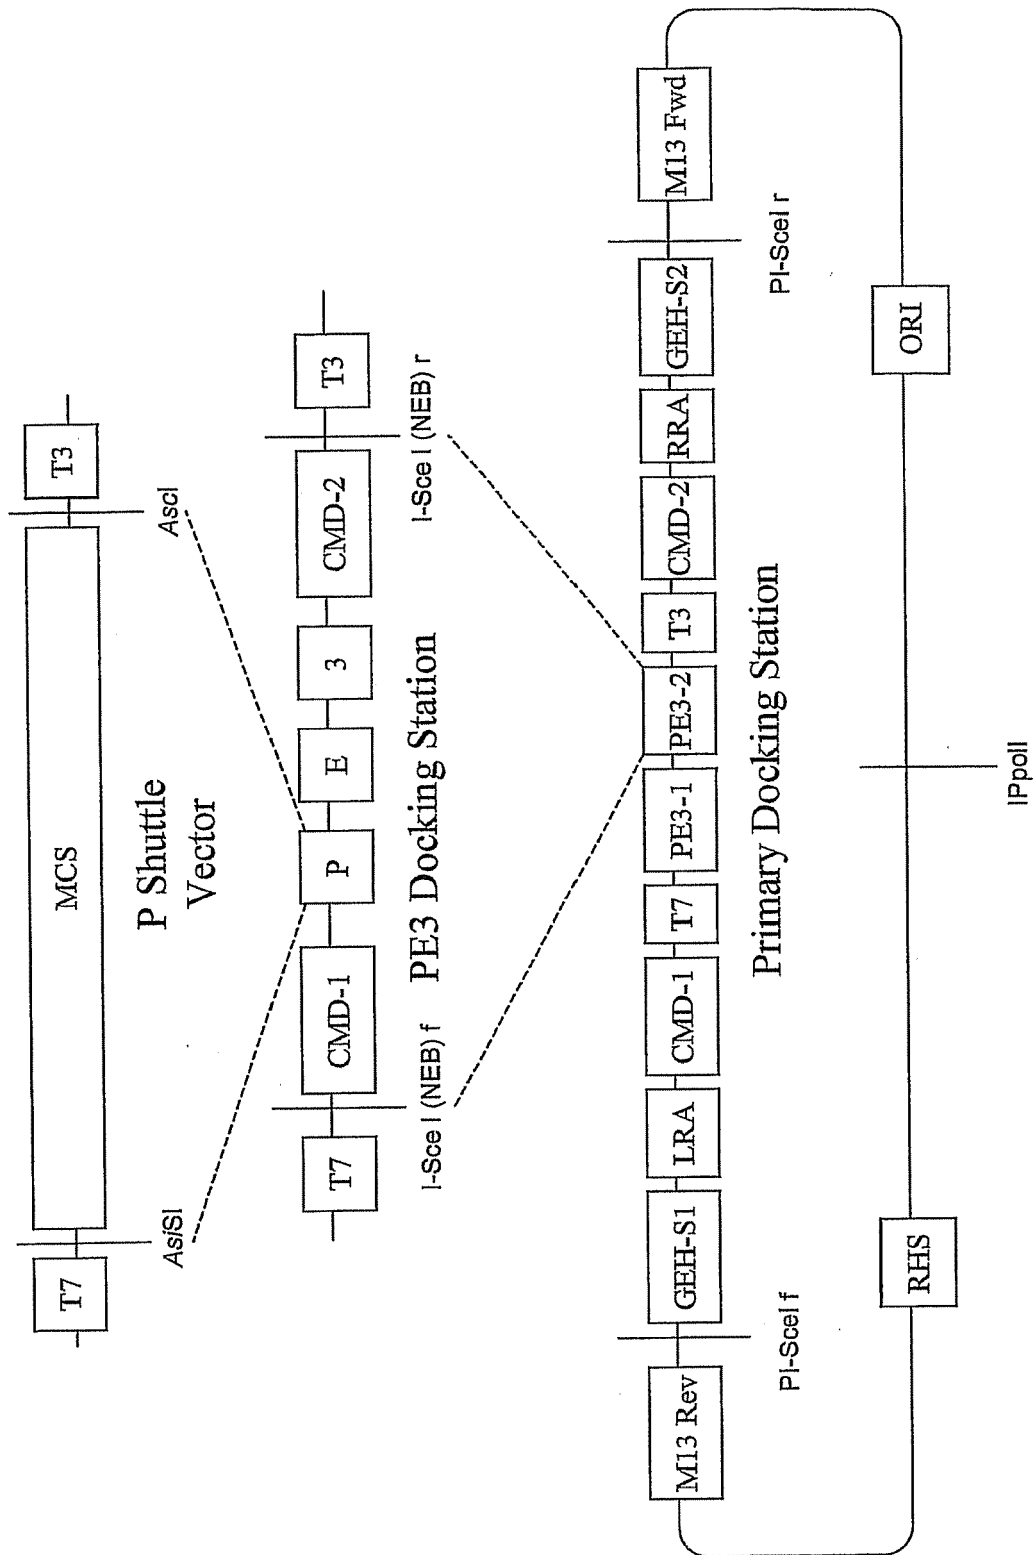 T7
MCS
T3
AsiSI
AscI
P Shuttle
Vector
T7
CMD-1
P
E
3
CMD-2
T3
I-Sce I (NEB) f
I-Sce I (NEB) r
PE3 Docking Station
M13 Rev
GEH-S1
LRA
CMD-1
T7
PE3-1
PE3-2
T3
CMD-2
RRA
GEH-S2
M13 Fwd
PI-SceI f
PI-SceI r
Primary Docking Station
RHS
ORI
IPpoII